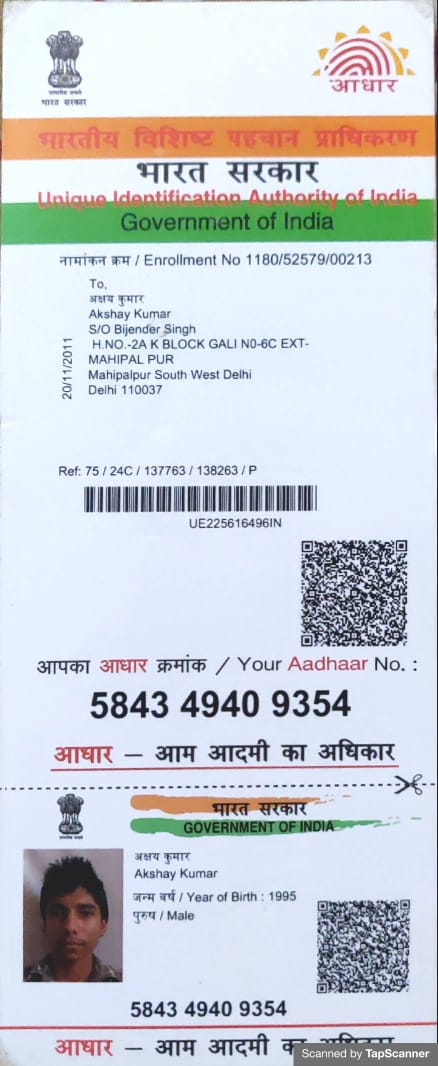 सत्यमेव जयते
भारत सरकार
आधार
भारतीय विशिष्ट पहचान प्राधिकरण
भारत सरकार
Unique Identification Authority of India
Government of India
नामांकन क्रम / Enrollment No 1180/52579/00213
To,
अक्षय कुमार
Akshay Kumar
S/O Bijender Singh
H.NO.-2A K BLOCK GALI N0-6C EXT-
MAHIPAL PUR
Mahipalpur South West Delhi
Delhi 110037
20/11/2011
Ref: 75 / 24C / 137763 / 138263 / P
UE225616496IN
आपका आधार क्रमांक / Your Aadhaar No. :
5843 4940 9354
आधार – आम आदमी का अधिकार
भारत सरकार
GOVERNMENT OF INDIA
अक्षय कुमार
Akshay Kumar
जन्म वर्ष / Year of Birth : 1995
पुरुष / Male
5843 4940 9354
आधार – आम आदमी का
Scanned by TapScanner